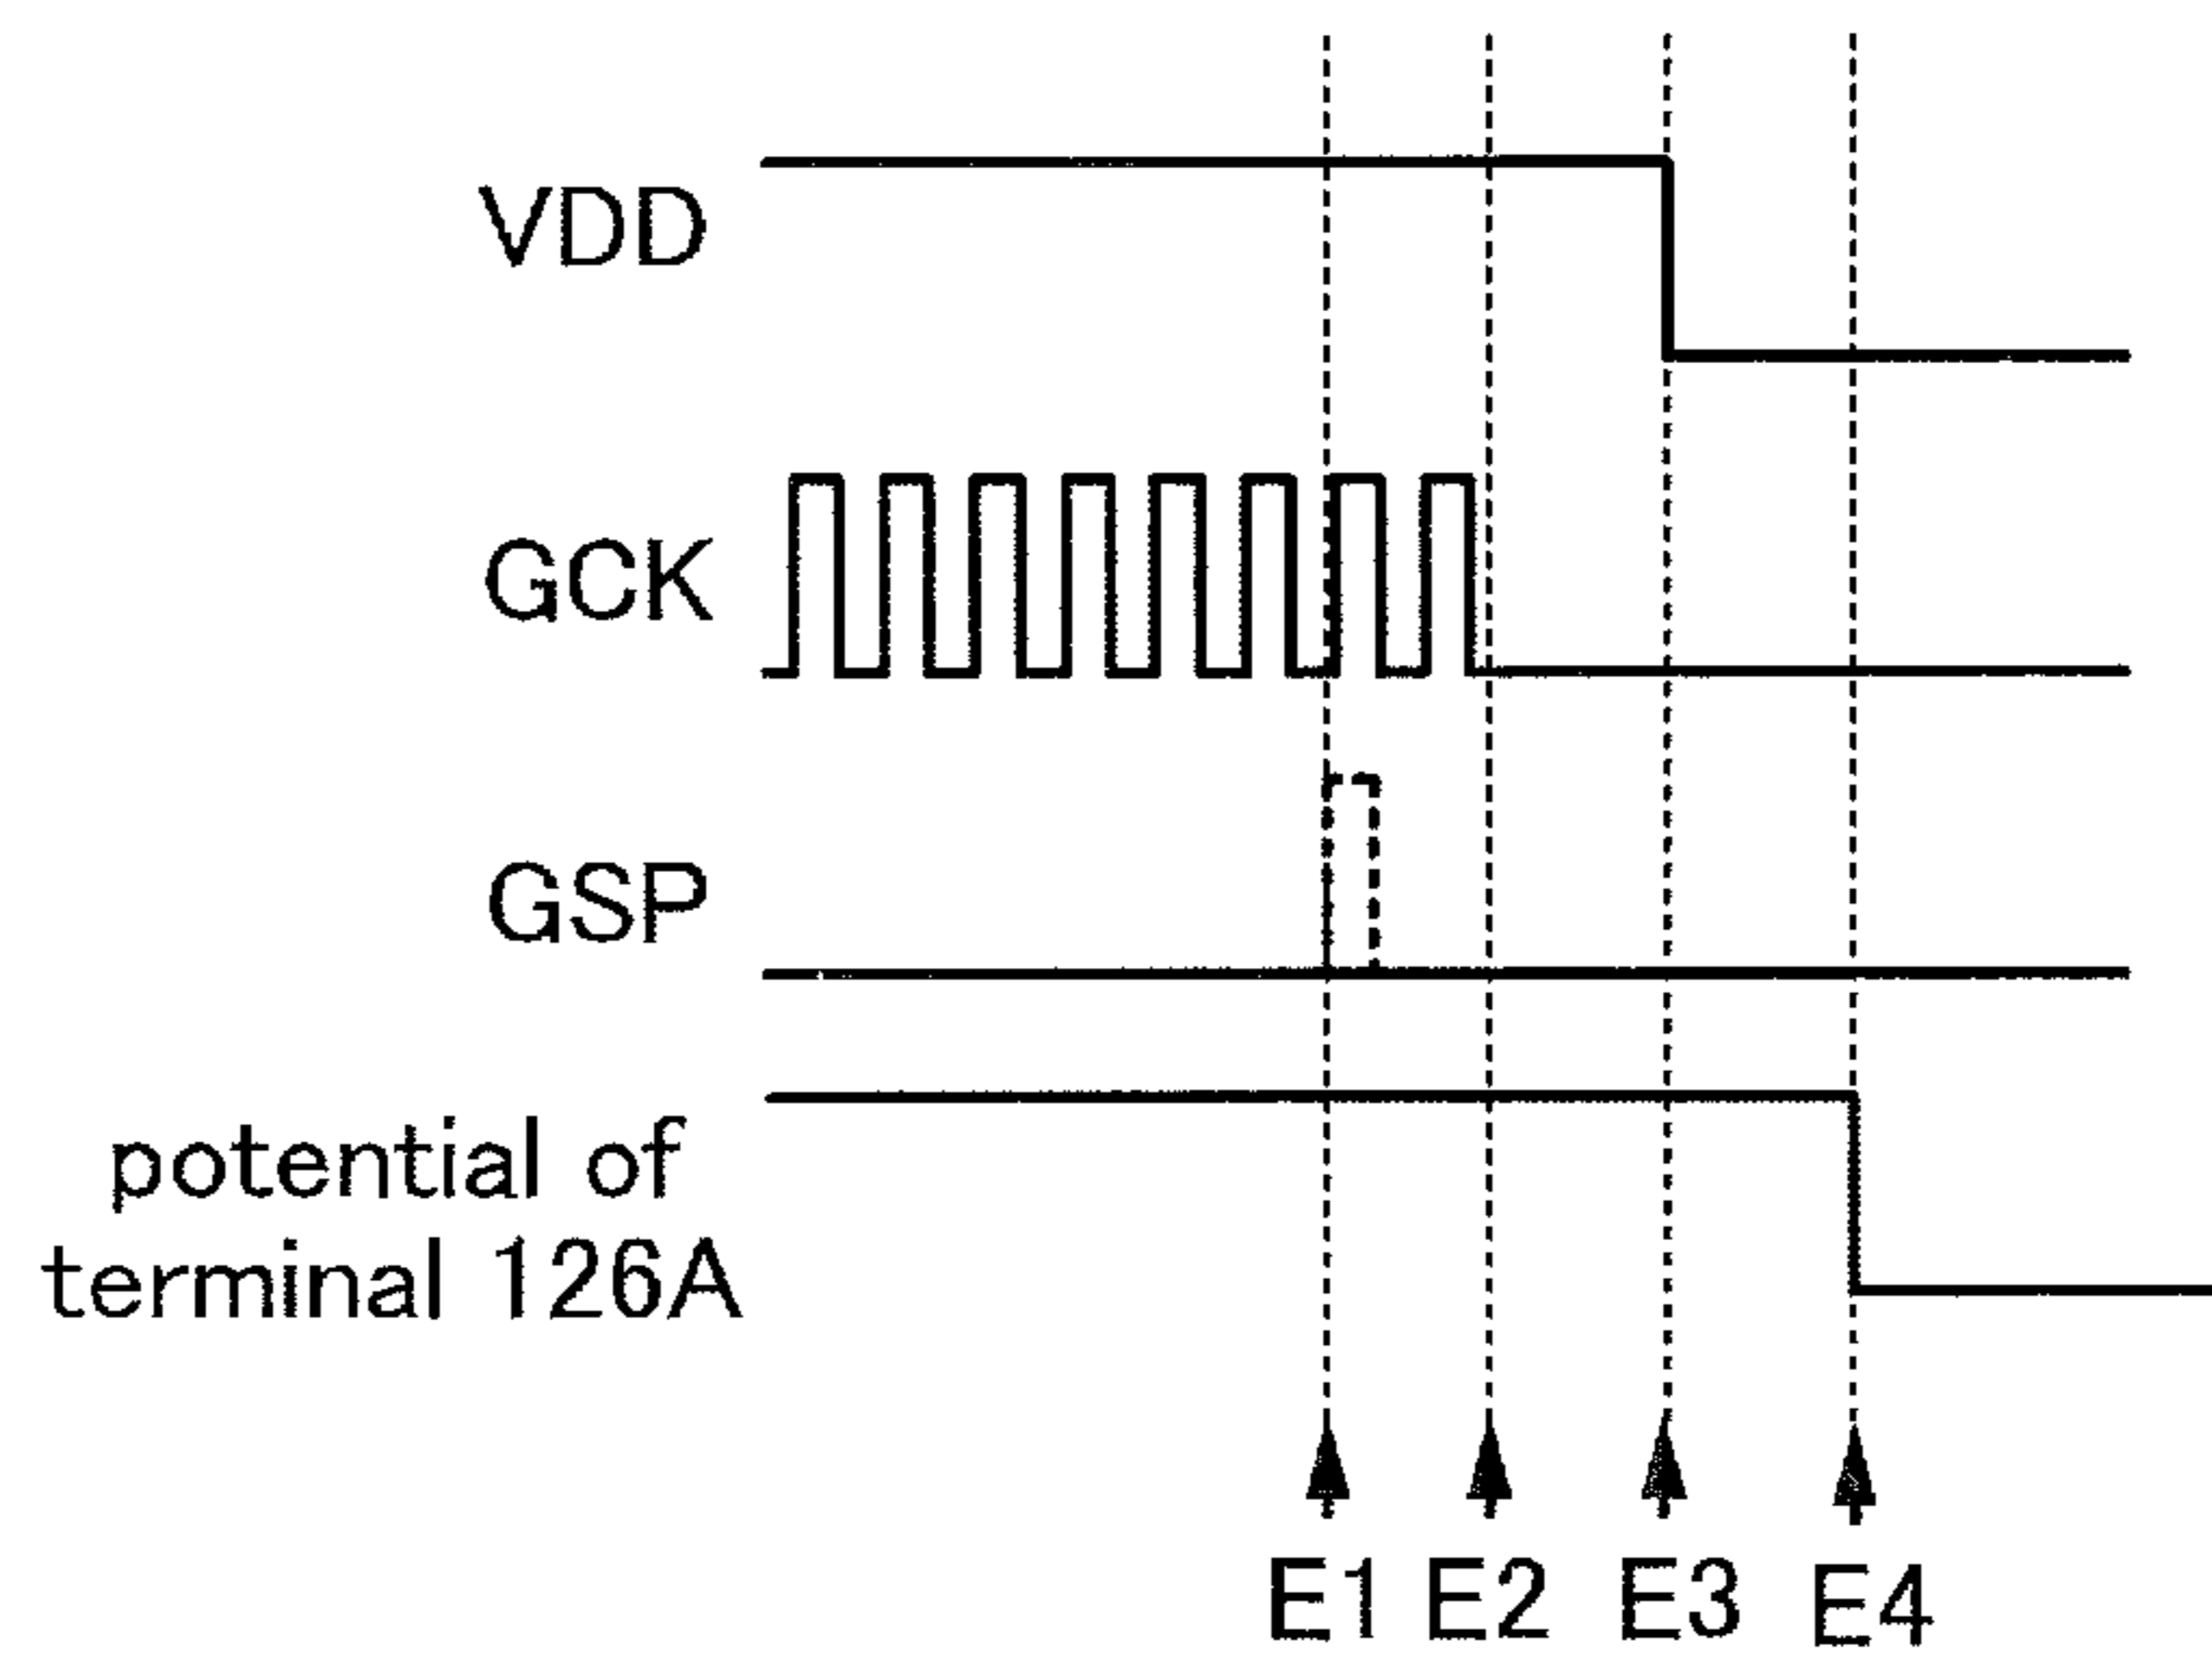 VDD
GCK
GSP
potential of
terminal 126A
E1 E2 E3 E4